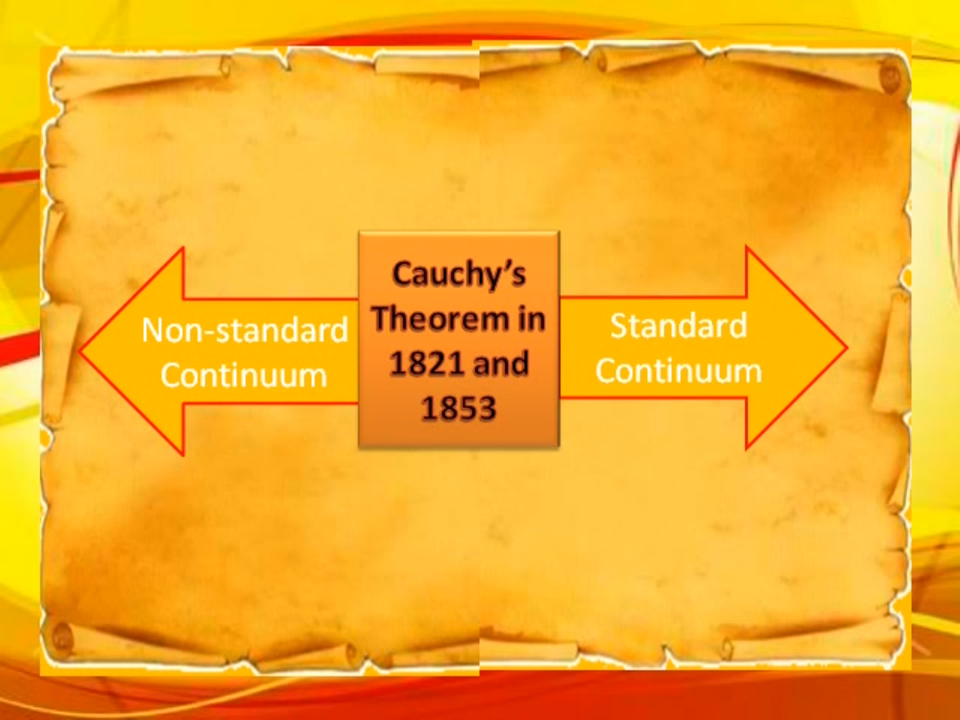 Non-standard
Continuum
Cauchy's
Theorem in
1821 and
1853
Standard
Continuum